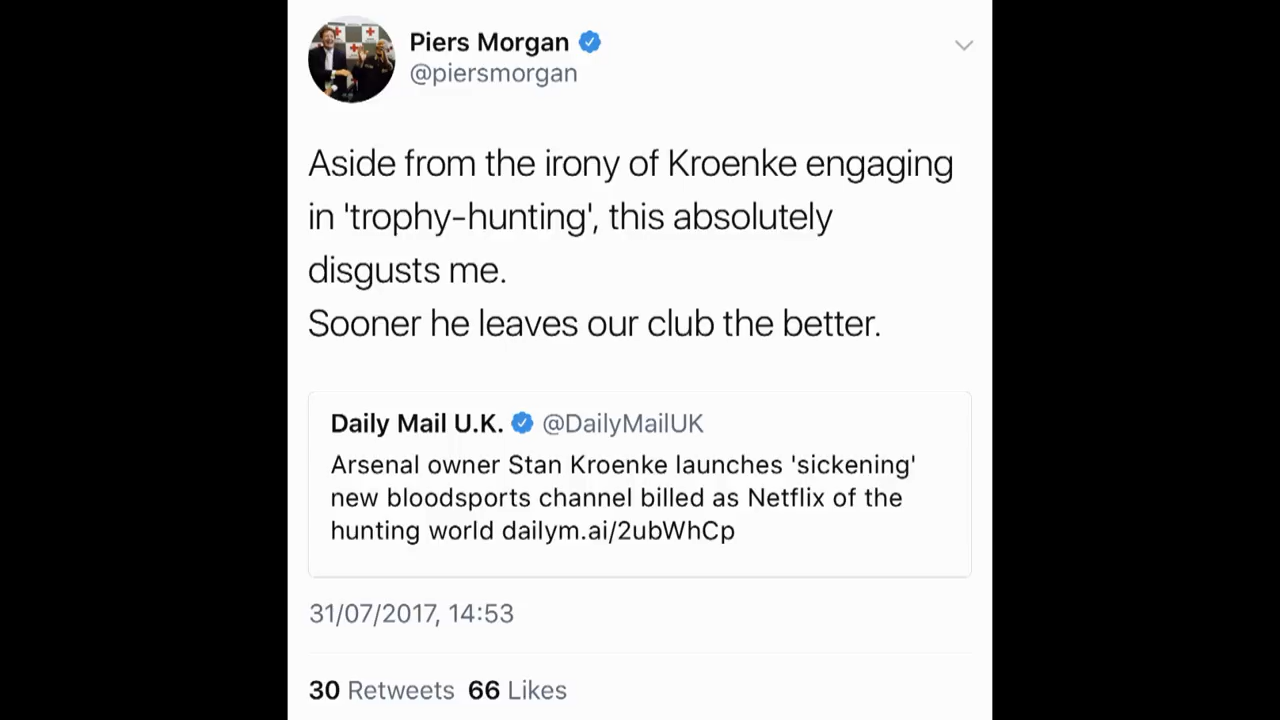 Piers Morgan
@piersmorgan
Aside from the irony of Kroenke engaging
in 'trophy-hunting', this absolutely
disgusts me.
Sooner he leaves our club the better.
Daily Mail U.K. @DailyMailUK
Arsenal owner Stan Kroenke launches 'sickening'
new bloodsports channel billed as Netflix of the
hunting world dailym.ai/2ubWhCp
31/07/2017, 14:53
30 Retweets 66 Likes